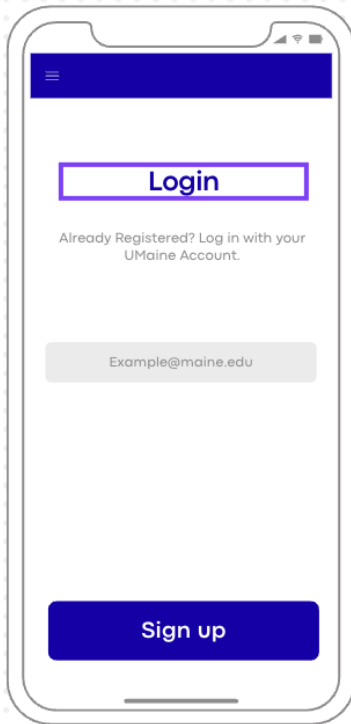 Login
Already Registered? Log in with your
UMaine Account.
Example@maine.edu
Sign up